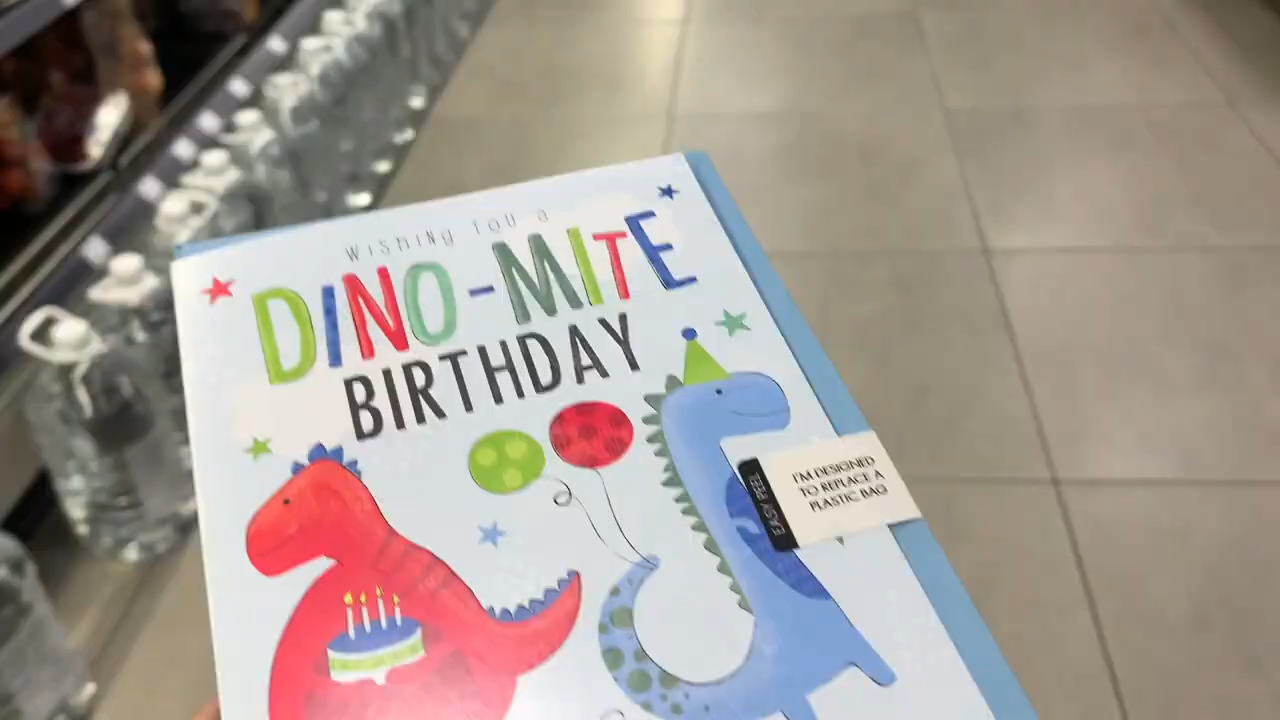 WISHING YOU A
DINO-MITE
BIRTHDAY
EASY PEEL
I'M DESIGNED
TO REPLACE A
PLASTIC BAG